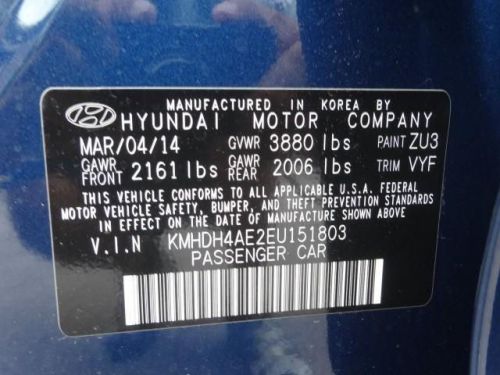 MANUFACTURED IN KOREA BY
HYUNDAI MOTOR COMPANY
MAR/04/14 GVWR 3880 lbs PAINT ZU3
GAWR FRONT 2161 lbs GAWR REAR 2006 lbs TRIM VYF
THIS VEHICLE CONFORMS TO ALL APPLICABLE U.S.A. FEDERAL
MOTOR VEHICLE SAFETY, BUMPER, AND THEFT PREVENTION STANDARDS
IN EFFECT ON THE DATE OF MANUFACTURE SHOWN ABOVE.
V.I.N KMHDH4AE2EU151803
PASSENGER CAR